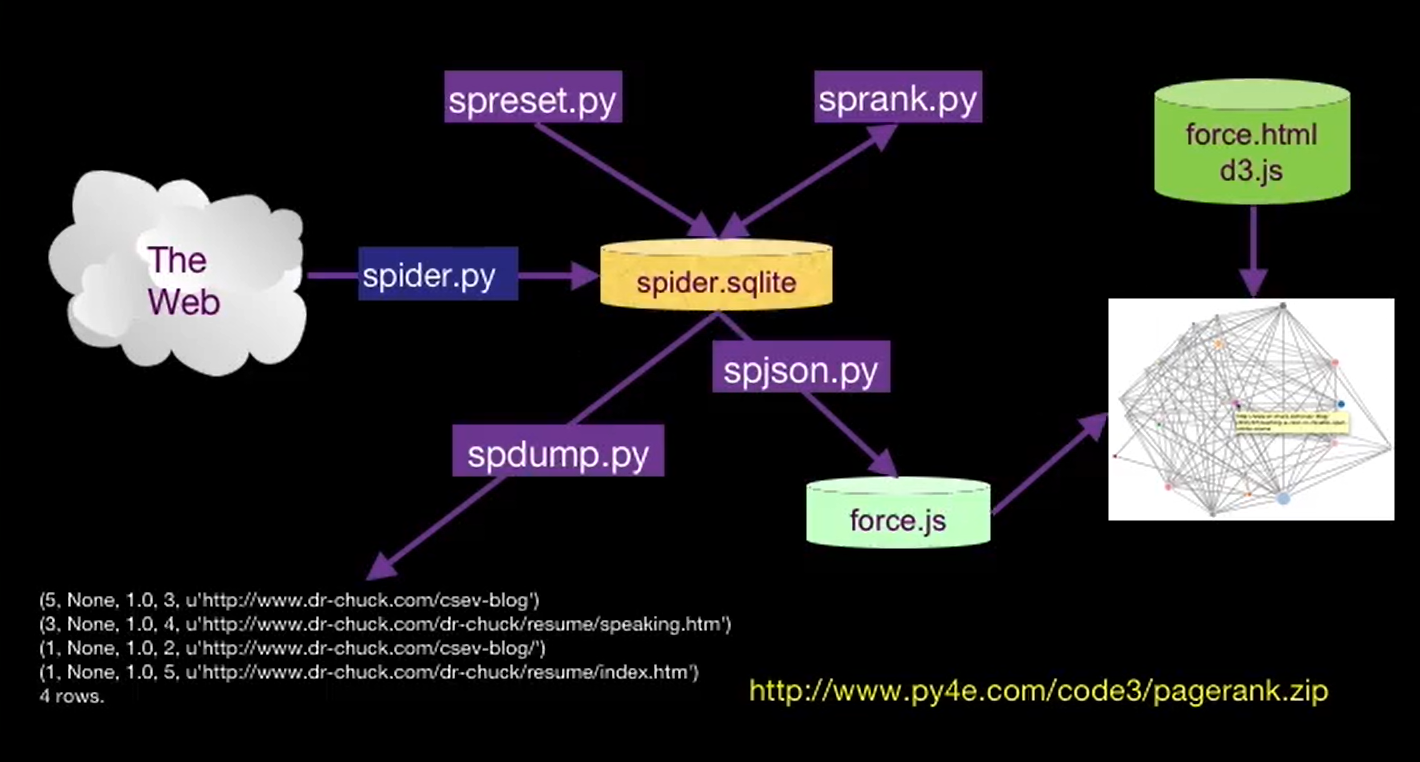 spreset.py
sprank.py
force.html
d3.js
The
Web
spider.py
spider.sqlite
spjson.py
spdump.py
force.js
(5, None, 1.0, 3, u'http://www.dr-chuck.com/csev-blog')
(3, None, 1.0, 4, u'http://www.dr-chuck.com/dr-chuck/resume/speaking.htm')
(1, None, 1.0, 2, u'http://www.dr-chuck.com/csev-blog/')
(1, None, 1.0, 5, u'http://www.dr-chuck.com/dr-chuck/resume/index.htm')
4 rows.
http://www.py4e.com/code3/pagerank.zip